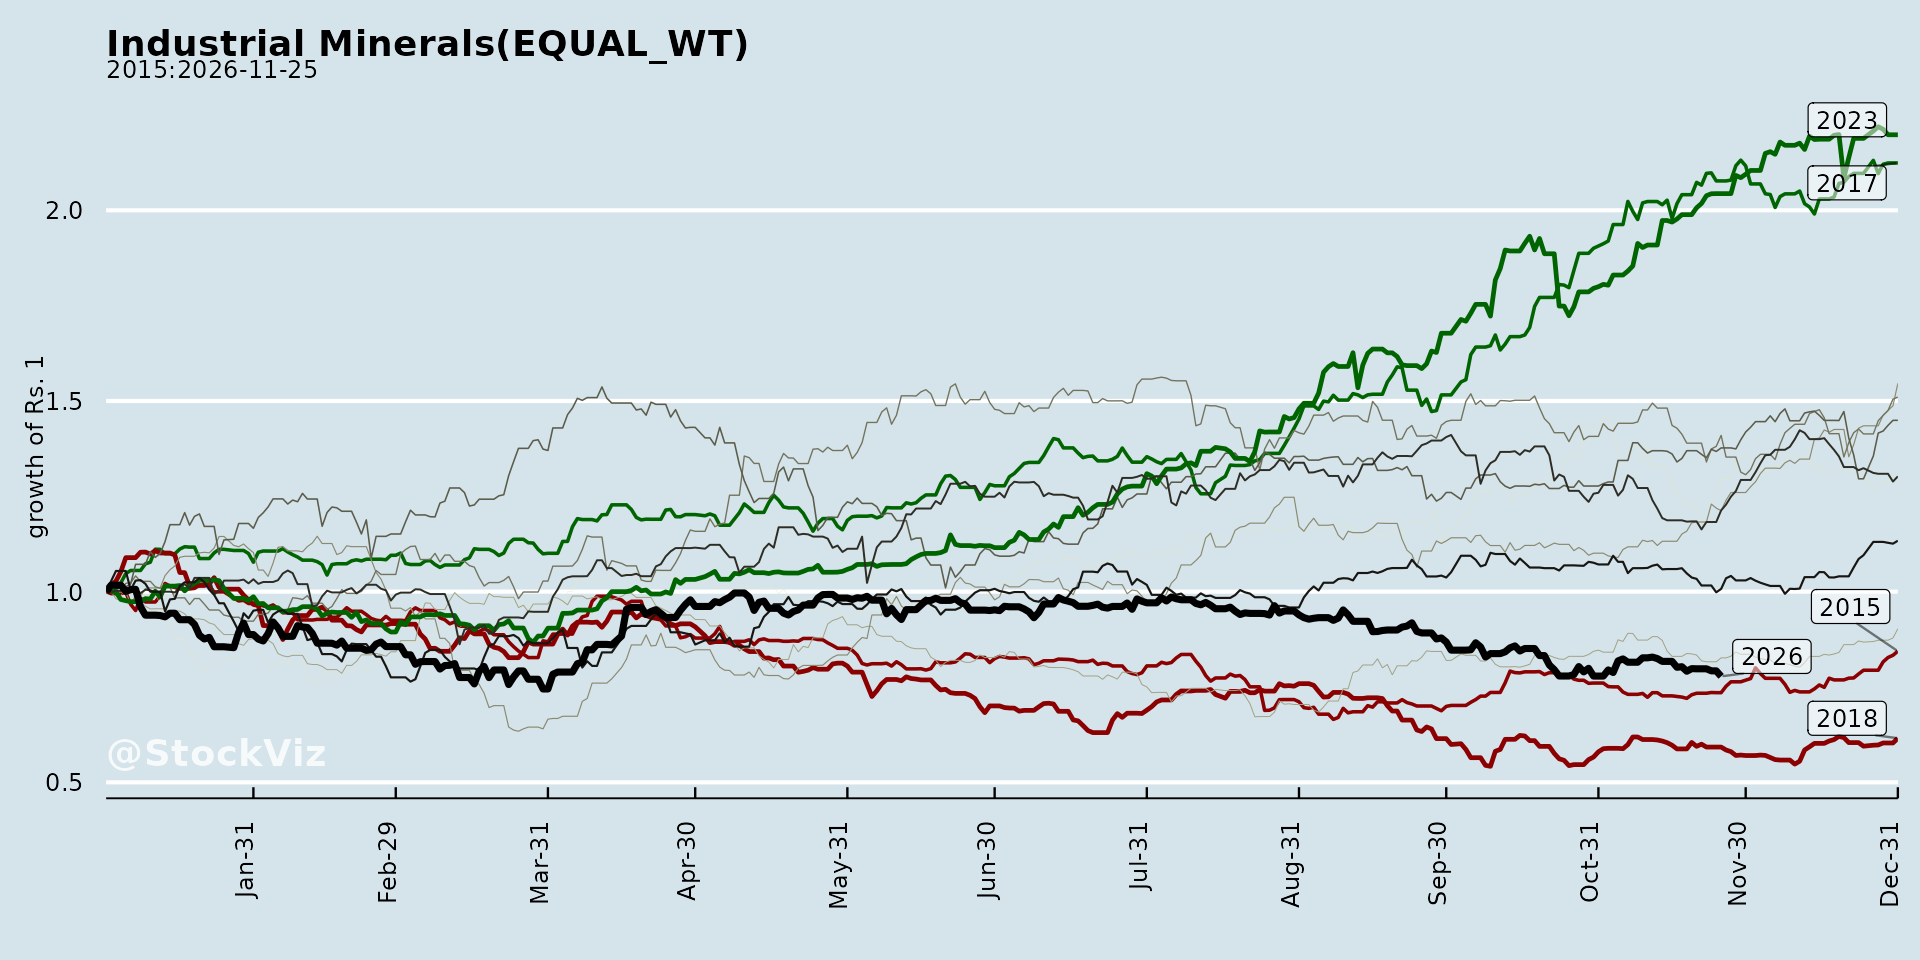 Industrial Minerals(EQUAL_WT)
2015:2026-11-25
growth of Rs. 1
2.0
1.5
1.0
0.5
2023
2017
2015
2026
2018
@StockViz
Jan-31
Feb-29
Mar-31
Apr-30
May-31
Jun-30
Jul-31
Aug-31
Sep-30
Oct-31
Nov-30
Dec-31